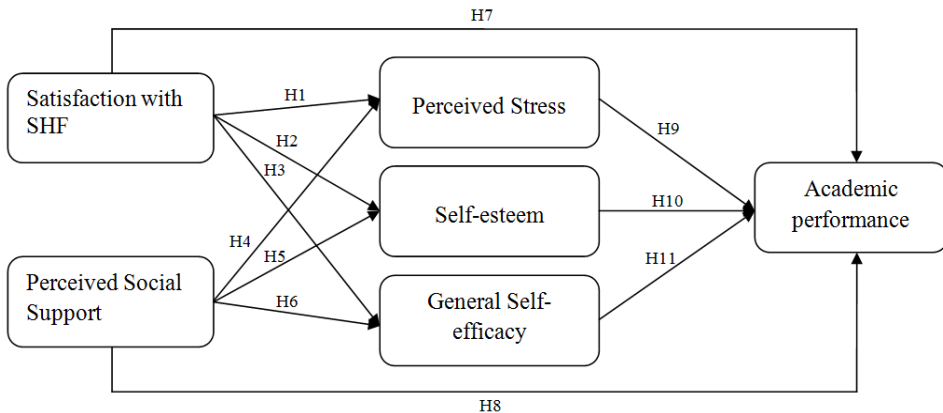 H7
Satisfaction with
SHF
H1
Perceived Stress
H2
H9
H3
Academic
performance
Self-esteem
H10
H4
H5
H11
Perceived Social
Support
H6
General Self-
efficacy
H8